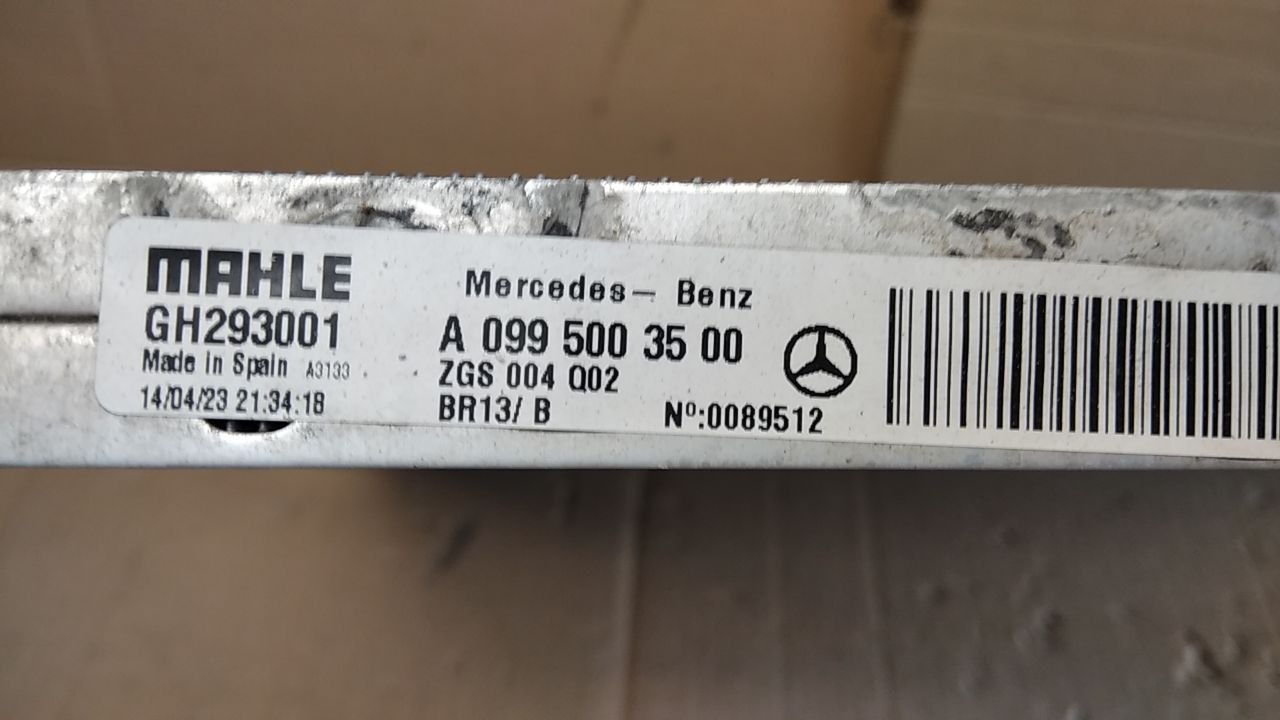 MAHLE
GH293001
Made in Spain A3133
14/04/23 21:34:18
Mercedes- Benz
A 099 500 35 00
ZGS 004 Q02
BR13/ B Nº:0089512